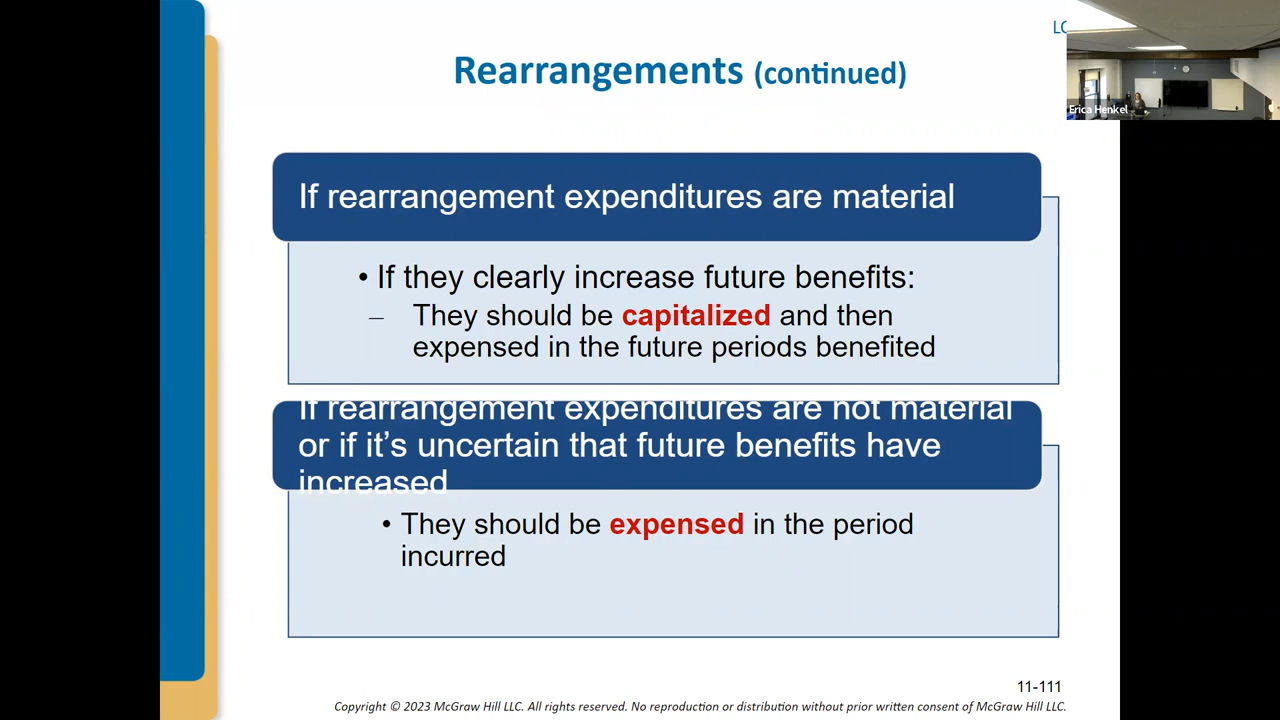 LO
Rearrangements (continued)
Erica Henkel
If rearrangement expenditures are material
• If they clearly increase future benefits:
– They should be capitalized and then
expensed in the future periods benefited
If rearrangement expenditures are not material
or if it’s uncertain that future benefits have
increased
• They should be expensed in the period
incurred
11-111
Copyright © 2023 McGraw Hill LLC. All rights reserved. No reproduction or distribution without prior written consent of McGraw Hill LLC.